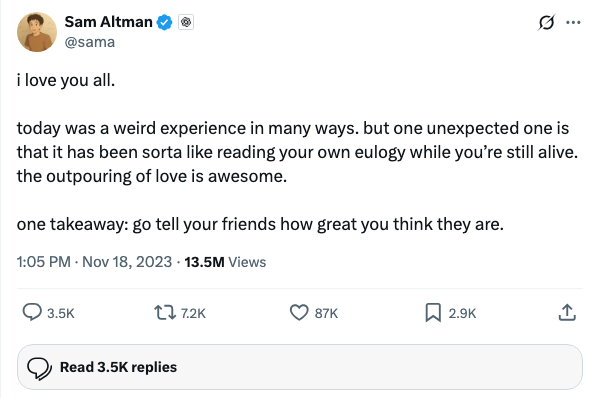 Sam Altman
@sama
i love you all.
today was a weird experience in many ways. but one unexpected one is
that it has been sorta like reading your own eulogy while you’re still alive.
the outpouring of love is awesome.
one takeaway: go tell your friends how great you think they are.
1:05 PM · Nov 18, 2023 · 13.5M Views
3.5K 7.2K 87K 2.9K
Read 3.5K replies